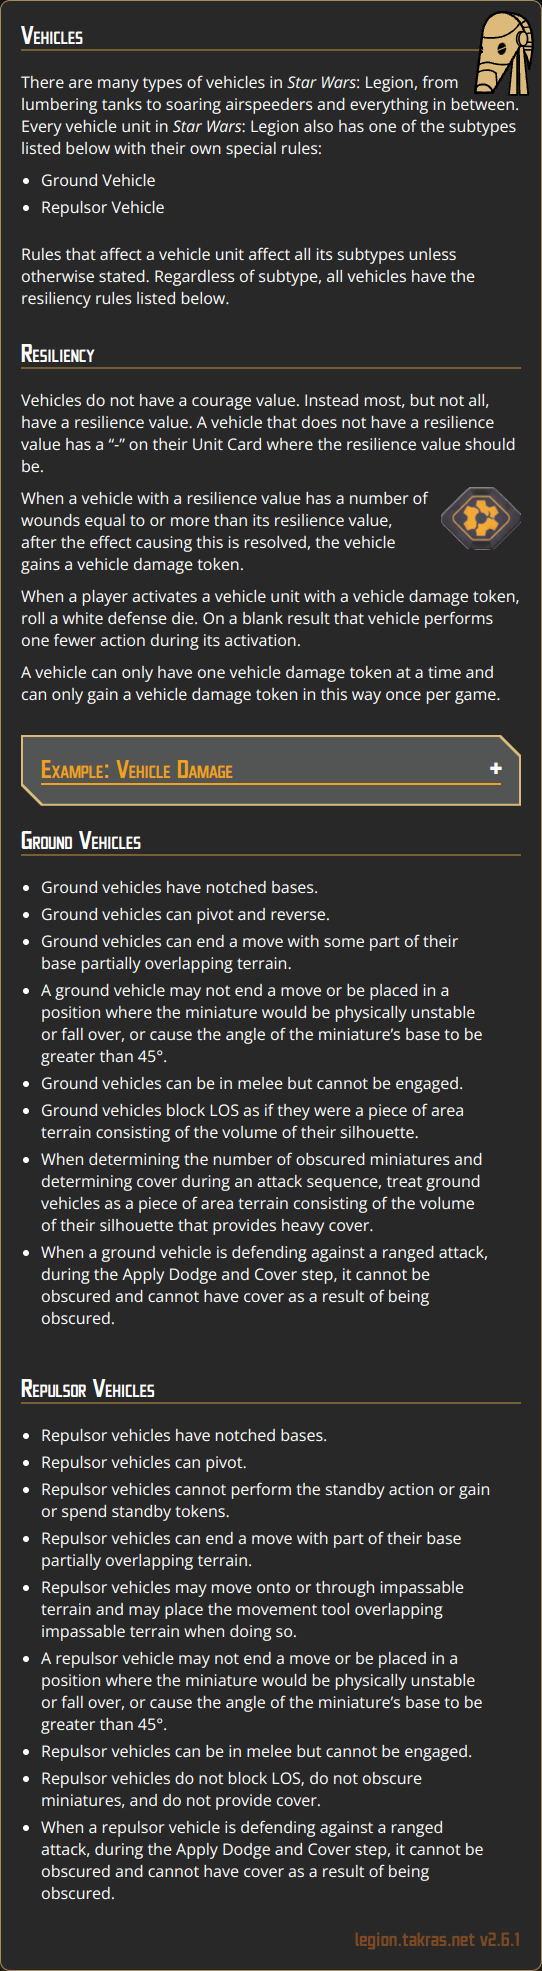 Vehicles
There are many types of vehicles in Star Wars: Legion, from
lumbering tanks to soaring airspeeders and everything in between.
Every vehicle unit in Star Wars: Legion also has one of the subtypes
listed below with their own special rules:
• Ground Vehicle
• Repulsor Vehicle
Rules that affect a vehicle unit affect all its subtypes unless
otherwise stated. Regardless of subtype, all vehicles have the
resiliency rules listed below.
Resiliency
Vehicles do not have a courage value. Instead most, but not all,
have a resilience value. A vehicle that does not have a resilience
value has a “-” on their Unit Card where the resilience value should
be.
When a vehicle with a resilience value has a number of
wounds equal to or more than its resilience value,
after the effect causing this is resolved, the vehicle
gains a vehicle damage token.
When a player activates a vehicle unit with a vehicle damage token,
roll a white defense die. On a blank result that vehicle performs
one fewer action during its activation.
A vehicle can only have one vehicle damage token at a time and
can only gain a vehicle damage token in this way once per game.
Example: Vehicle Damage +
Ground Vehicles
• Ground vehicles have notched bases.
• Ground vehicles can pivot and reverse.
• Ground vehicles can end a move with some part of their
base partially overlapping terrain.
• A ground vehicle may not end a move or be placed in a
position where the miniature would be physically unstable
or fall over, or cause the angle of the miniature’s base to be
greater than 45°.
• Ground vehicles can be in melee but cannot be engaged.
• Ground vehicles block LOS as if they were a piece of area
terrain consisting of the volume of their silhouette.
• When determining the number of obscured miniatures and
determining cover during an attack sequence, treat ground
vehicles as a piece of area terrain consisting of the volume
of their silhouette that provides heavy cover.
• When a ground vehicle is defending against a ranged attack,
during the Apply Dodge and Cover step, it cannot be
obscured and cannot have cover as a result of being
obscured.
Repulsor Vehicles
• Repulsor vehicles have notched bases.
• Repulsor vehicles can pivot.
• Repulsor vehicles cannot perform the standby action or gain
or spend standby tokens.
• Repulsor vehicles can end a move with part of their base
partially overlapping terrain.
• Repulsor vehicles may move onto or through impassable
terrain and may place the movement tool overlapping
impassable terrain when doing so.
• A repulsor vehicle may not end a move or be placed in a
position where the miniature would be physically unstable
or fall over, or cause the angle of the miniature’s base to be
greater than 45°.
• Repulsor vehicles can be in melee but cannot be engaged.
• Repulsor vehicles do not block LOS, do not obscure
miniatures, and do not provide cover.
• When a repulsor vehicle is defending against a ranged
attack, during the Apply Dodge and Cover step, it cannot be
obscured and cannot have cover as a result of being
obscured.
legion.takras.net v2.6.1